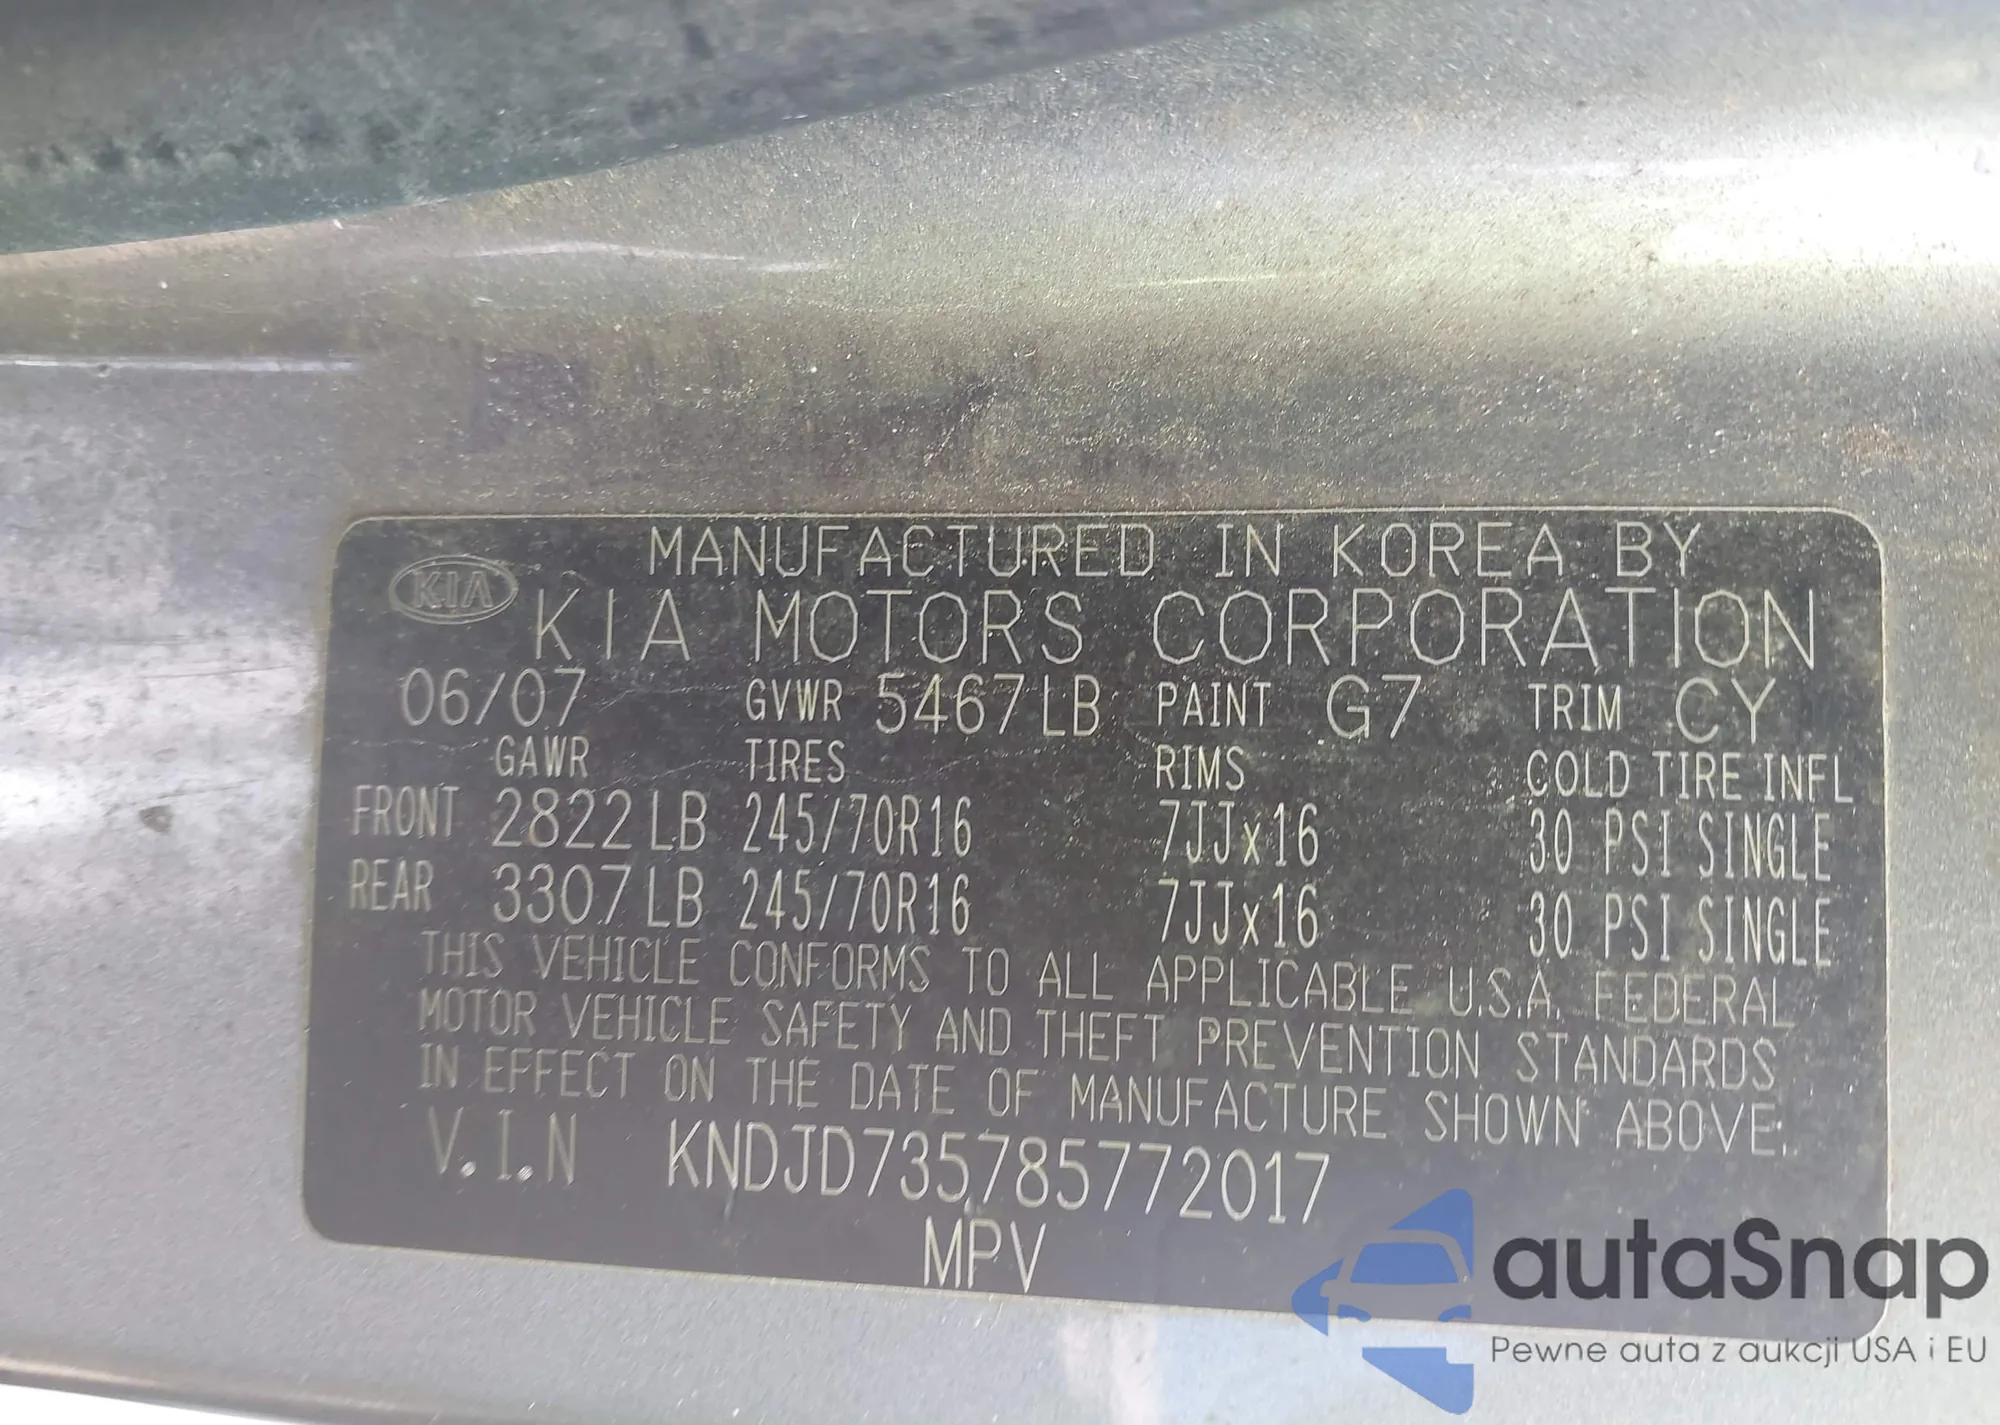 MANUFACTURED IN KOREA BY
KIA KIA MOTORS CORPORATION
06/07 GVWR 5467LB PAINT G7 TRIM CY
GAWR TIRES RIMS COLD TIRE INFL
FRONT 2822LB 245/70R16 7JJx16 30 PSI SINGLE
REAR 3307LB 245/70R16 7JJx16 30 PSI SINGLE
THIS VEHICLE CONFORMS TO ALL APPLICABLE U.S.A. FEDERAL
MOTOR VEHICLE SAFETY AND THEFT PREVENTION STANDARDS
IN EFFECT ON THE DATE OF MANUFACTURE SHOWN ABOVE.
V.I.N KNDJD735785772017
MPV
autaSnap
Pewne auta z aukcji USA i EU